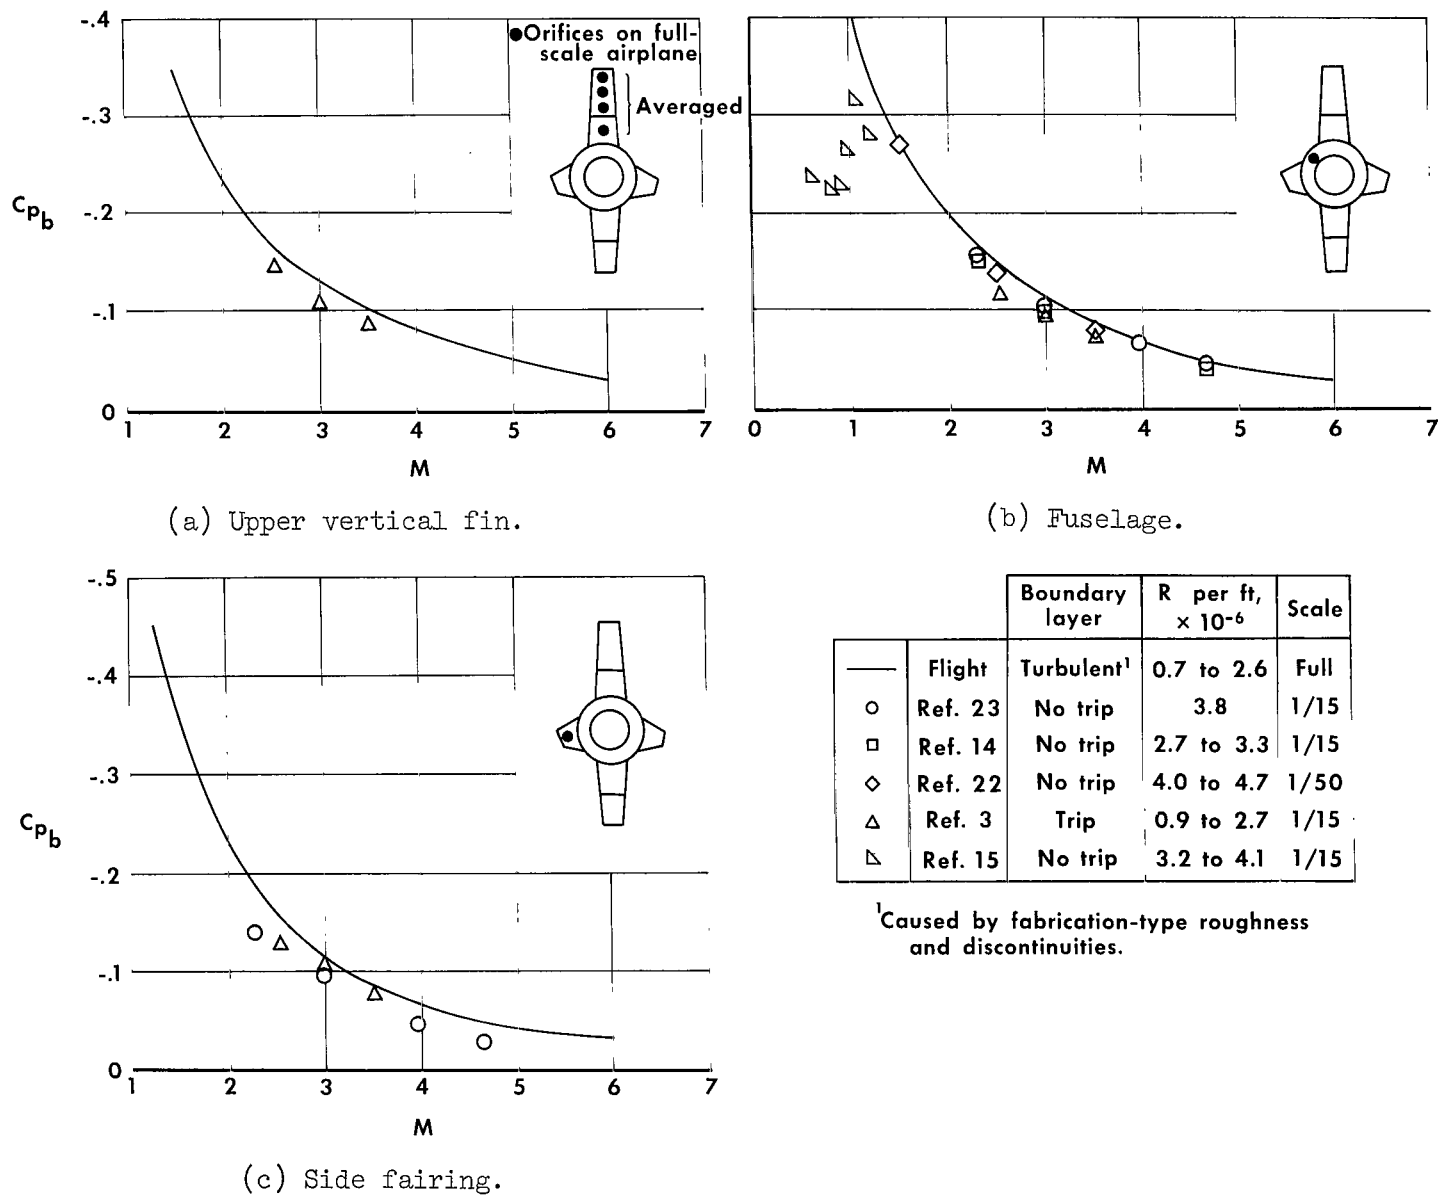 -.4
-.3
-.2
-.1
0
Cpb
●Orifices on full-
scale airplane
Averaged
1 2 3 4 5 6 7
M
(a) Upper vertical fin.
0 1 2 3 4 5 6 7
M
(b) Fuselage.
-.5
-.4
-.3
-.2
-.1
0
Cpb
1 2 3 4 5 6 7
M
(c) Side fairing.
Boundary layer R per ft, × 10⁻⁶ Scale
Flight Turbulent¹ 0.7 to 2.6 Full
Ref. 23 No trip 3.8 1/15
Ref. 14 No trip 2.7 to 3.3 1/15
Ref. 22 No trip 4.0 to 4.7 1/50
Ref. 3 Trip 0.9 to 2.7 1/15
Ref. 15 No trip 3.2 to 4.1 1/15
¹Caused by fabrication-type roughness
and discontinuities.